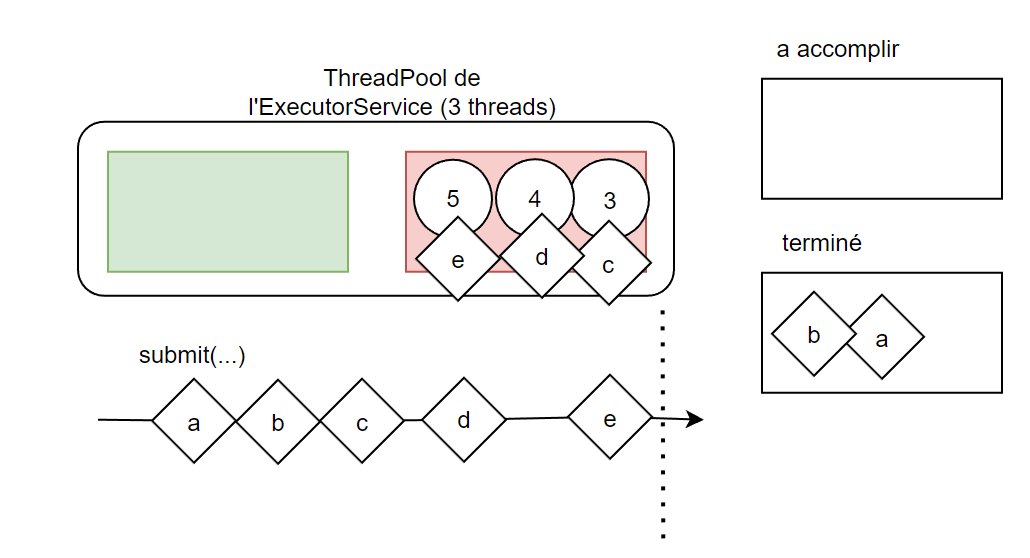 a accomplir
ThreadPool de
l'ExecutorService (3 threads)
5
4
3
e
d
c
terminé
b
a
submit(...)
a
b
c
d
e